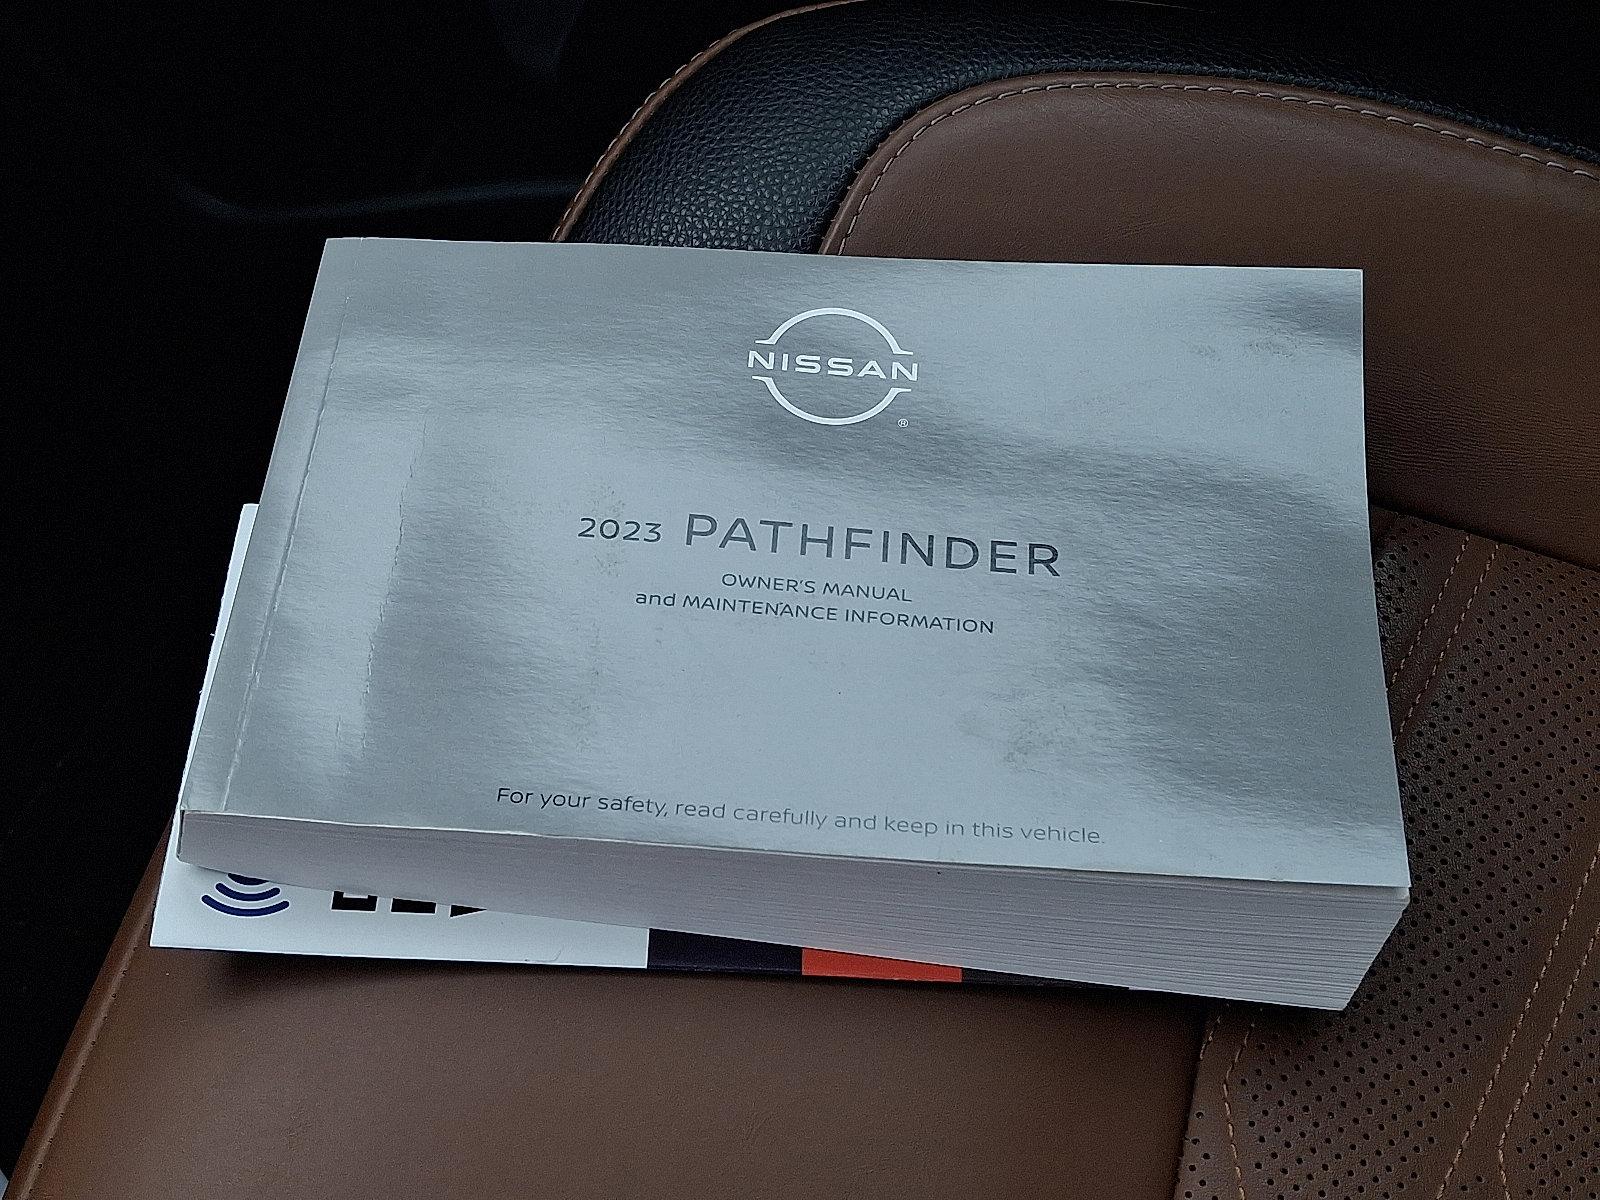 NISSAN
®
2023 PATHFINDER
OWNER'S MANUAL
and MAINTENANCE INFORMATION
For your safety, read carefully and keep in this vehicle.